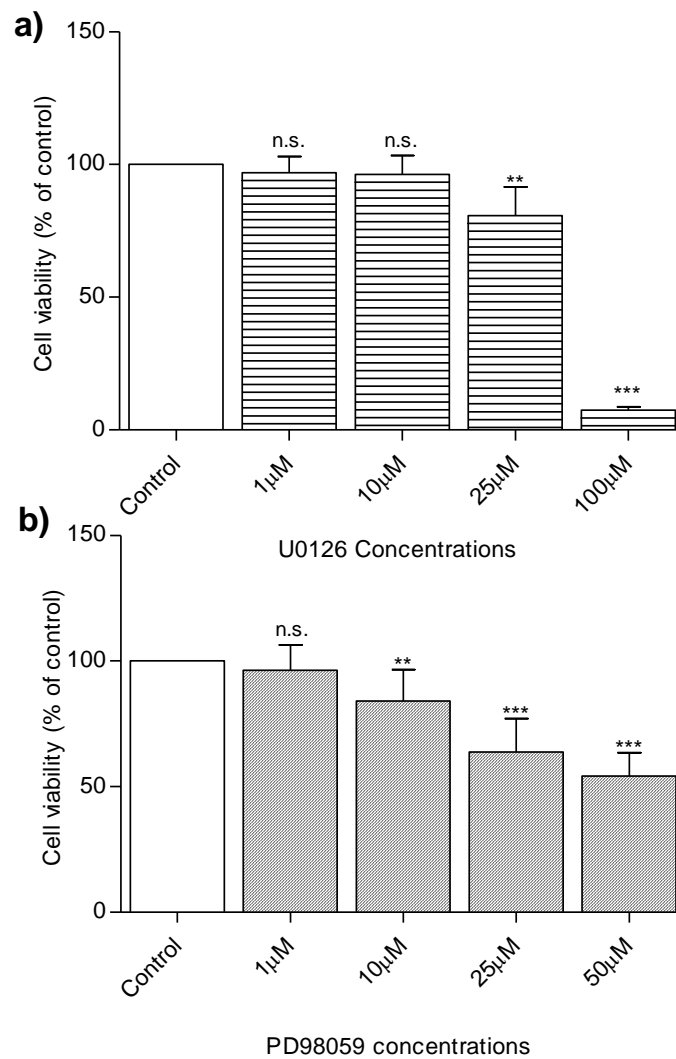 a)
150
100
50
0
Cell viability (% of control)
n.s.
n.s.
**
***
Control
1µM
10µM
25µM
100µM
U0126 Concentrations
b)
150
100
50
0
Cell viability (% of control)
n.s.
**
***
***
Control
1µM
10µM
25µM
50µM
PD98059 concentrations